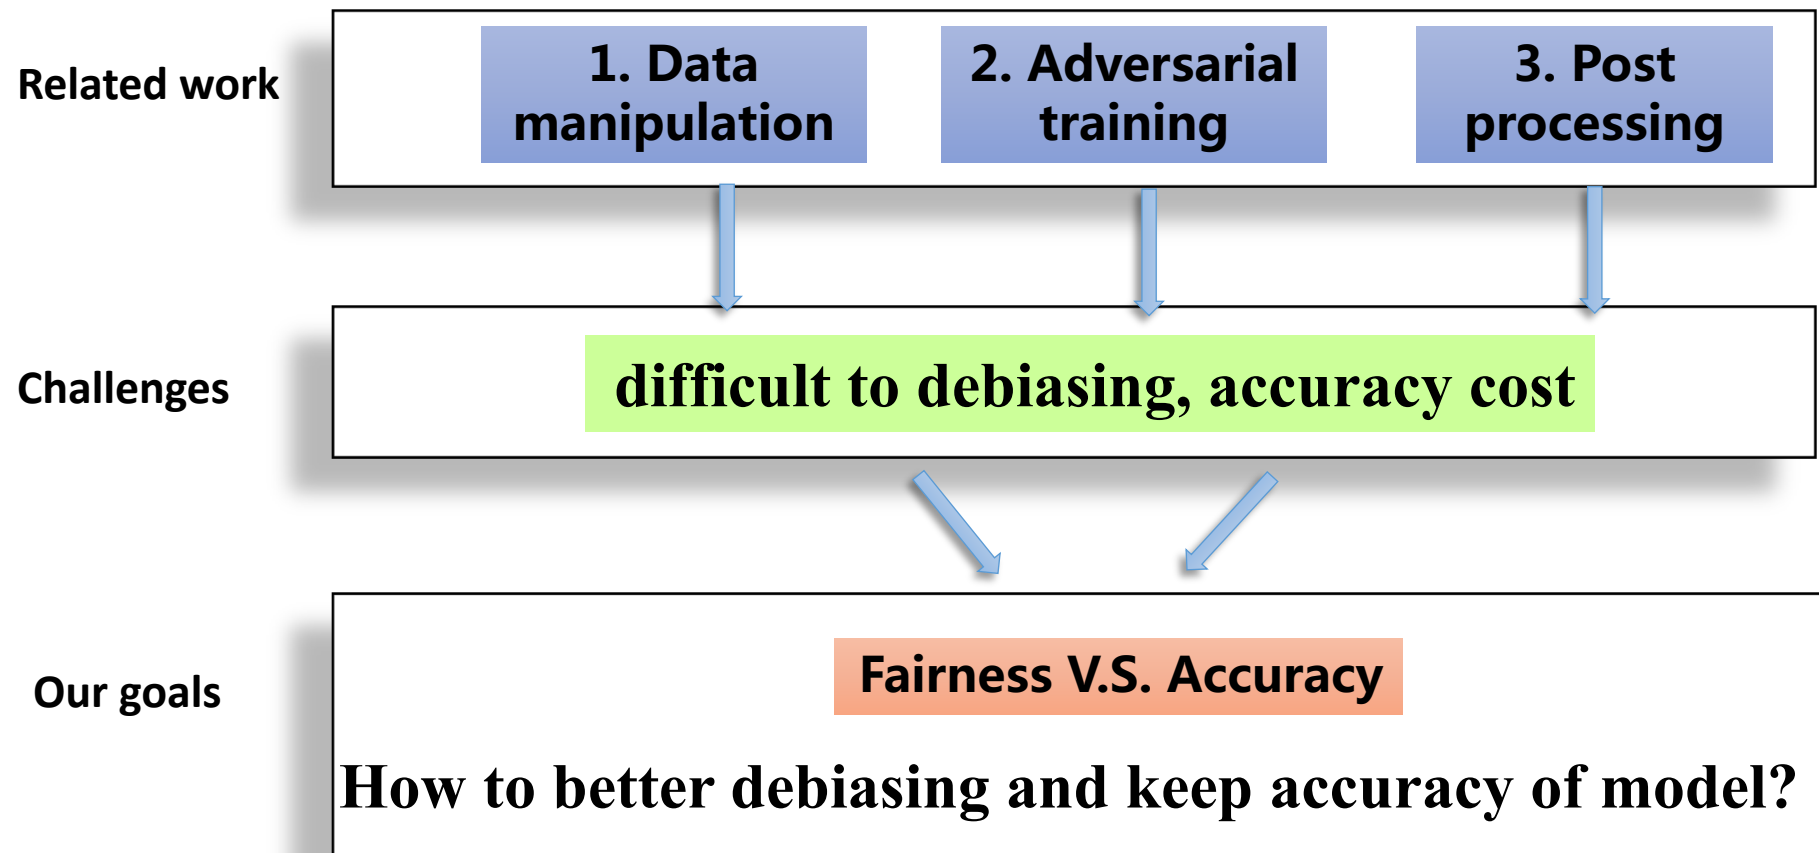 Related work
1. Data
manipulation
2. Adversarial
training
3. Post
processing
Challenges
difficult to debiasing, accuracy cost
Our goals
Fairness V.S. Accuracy
How to better debiasing and keep accuracy of model?